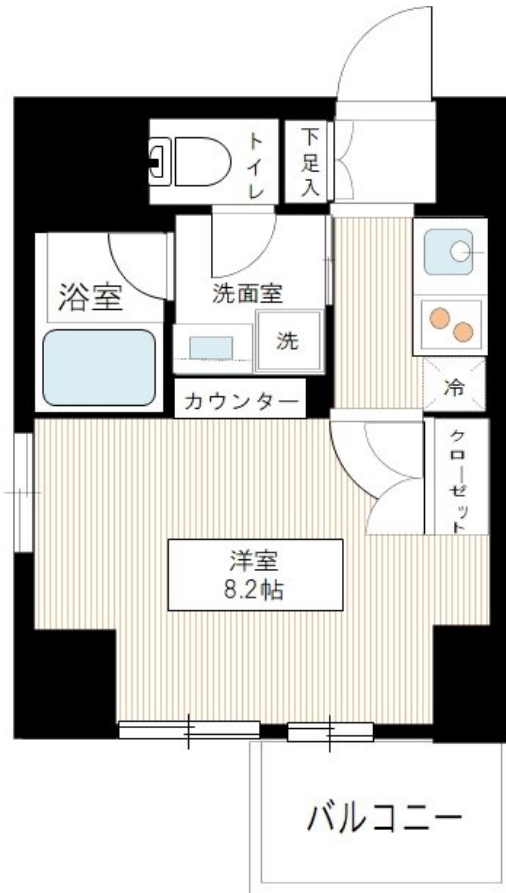 トイレ
下足入
浴室
洗面室
洗
カウンター
冷
クローゼット
洋室
8.2帖
バルコニー